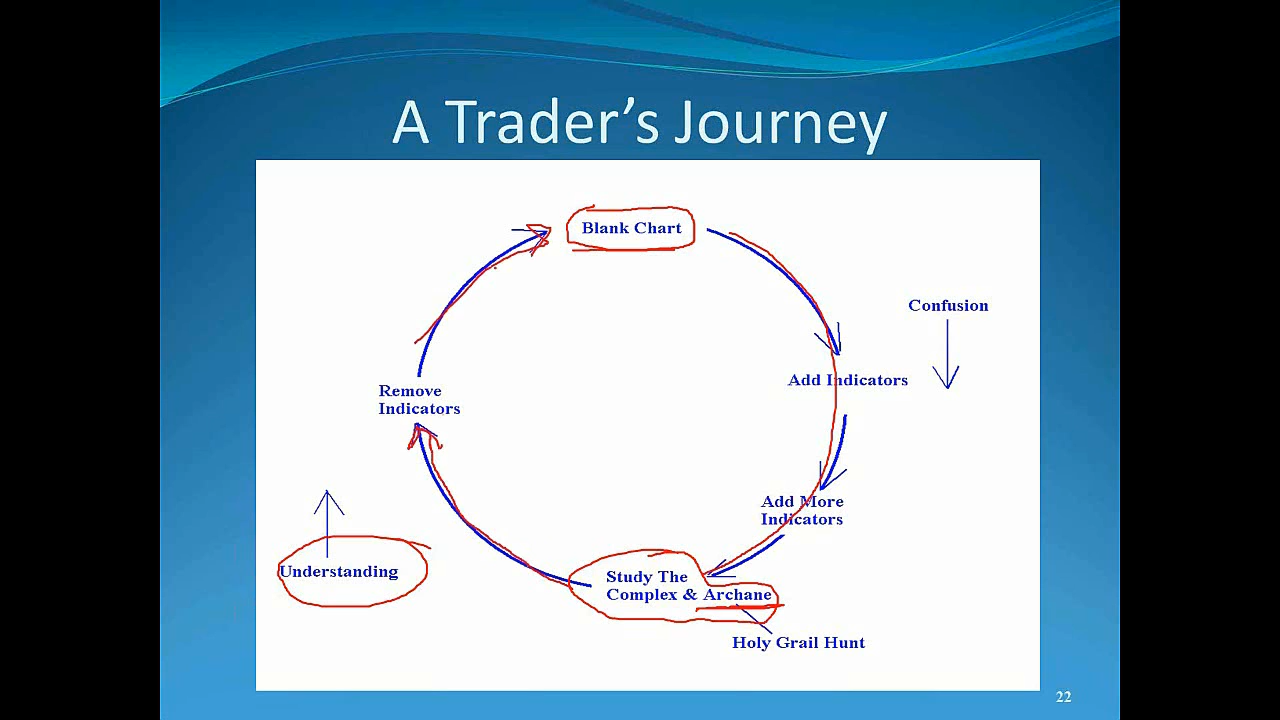 A Trader’s Journey
Blank Chart
Confusion
Add Indicators
Remove
Indicators
Add More
Indicators
Understanding
Study The
Complex & Archane
Holy Grail Hunt
22